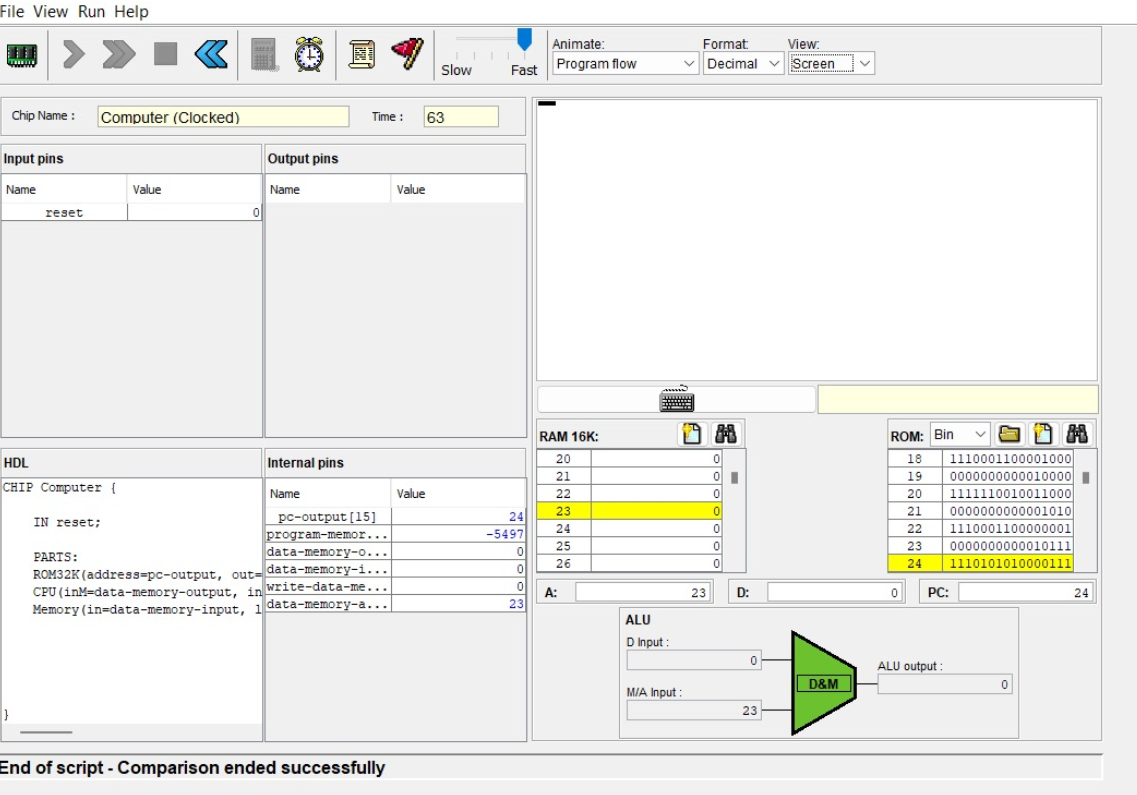 File View Run Help
Slow Fast
Animate:
Program flow
Format:
Decimal
View:
Screen
Chip Name :
Computer (Clocked)
Time :
63
Input pins
Name Value
reset 0
Output pins
Name Value
HDL
CHIP Computer {
IN reset;
PARTS:
ROM32K(address=pc-output, out=
CPU(inM=data-memory-output, in
Memory(in=data-memory-input, l
}
Internal pins
Name Value
pc-output[15] 24
program-memor... -5497
data-memory-o... 0
data-memory-i... 0
write-data-me... 0
data-memory-a... 23
RAM 16K:
20 0
21 0
22 0
23 0
24 0
25 0
26 0
ROM: Bin
18 1110001100001000
19 0000000000010000
20 1111110010011000
21 0000000000001010
22 1110001100000001
23 0000000000010111
24 1110101010000111
A: 23
D: 0
PC: 24
ALU
D Input :
0
M/A Input :
23
D&M
ALU output :
0
End of script - Comparison ended successfully